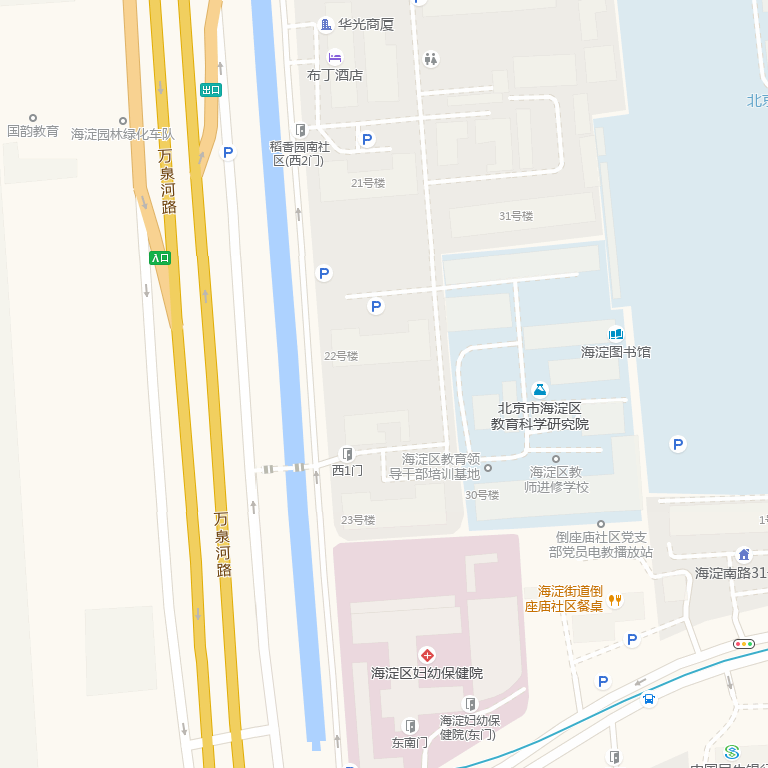 华光商厦
布丁酒店
P
出口
国韵教育
海淀园林绿化车队
万泉河路
P
P
稻香园南社
区(西2门)
21号楼
北京
31号楼
入口
P
P
22号楼
海淀图书馆
北京市海淀区
教育科学研究院
P
海淀区教育领
导干部培训基地
西1门
海淀区教
师进修学校
30号楼
23号楼
万泉河路
倒座庙社区党支
部党员电教播放站
1号
海淀南路31号
海淀街道倒
座庙社区餐桌
P
海淀区妇幼保健院
P
海淀妇幼保
健院(东门)
东南门